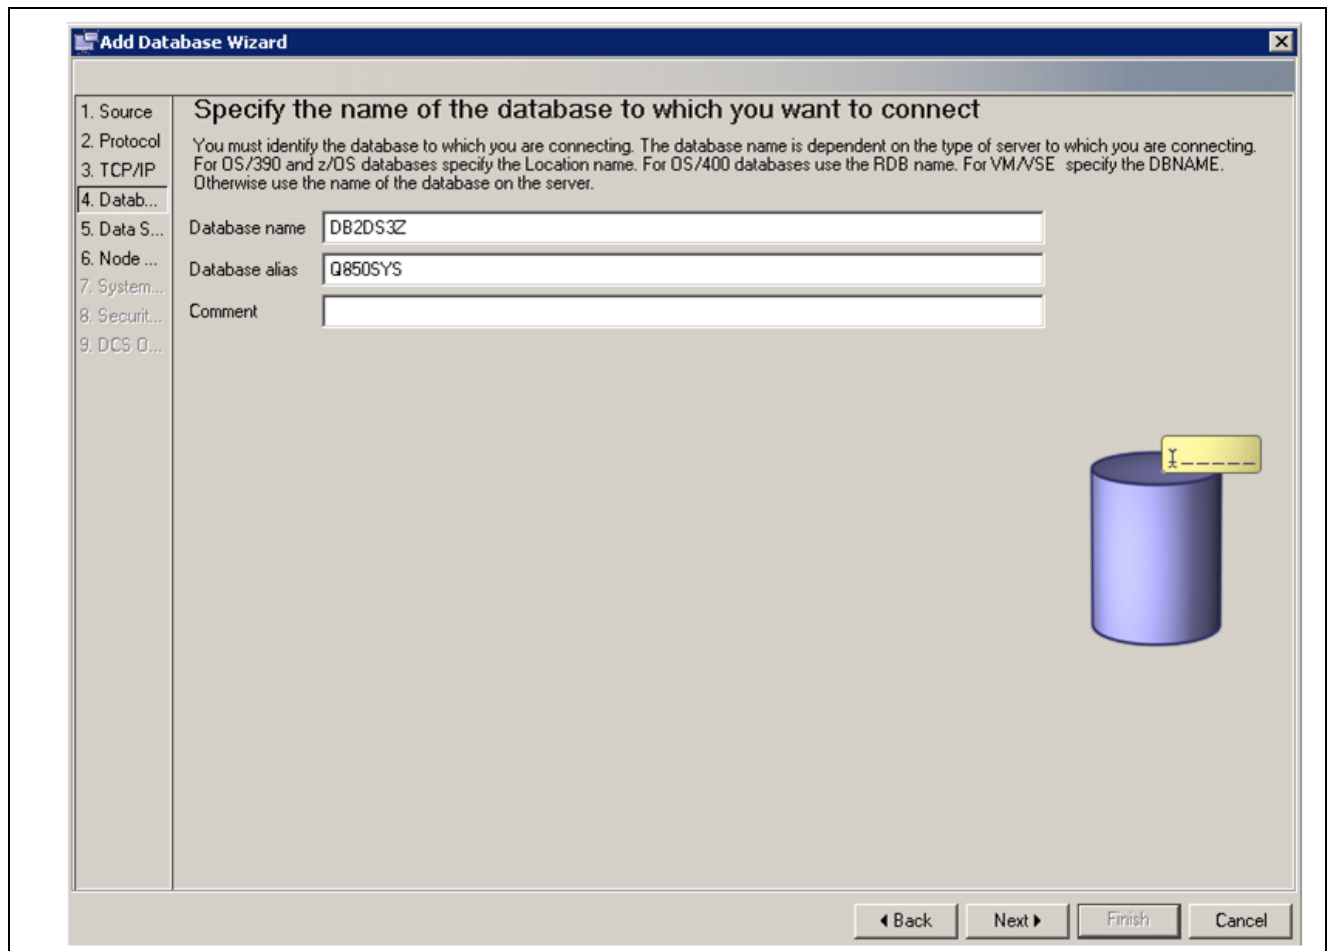 Add Database Wizard
1. Source
2. Protocol
3. TCP/IP
4. Datab...
5. Data S...
6. Node ...
7. System...
8. Securit...
9. DCS O...
Specify the name of the database to which you want to connect
You must identify the database to which you are connecting. The database name is dependent on the type of server to which you are connecting.
For OS/390 and z/OS databases specify the Location name. For OS/400 databases use the RDB name. For VM/VSE specify the DBNAME.
Otherwise use the name of the database on the server.
Database name DB2DS3Z
Database alias Q850SYS
Comment
Back Next Finish Cancel